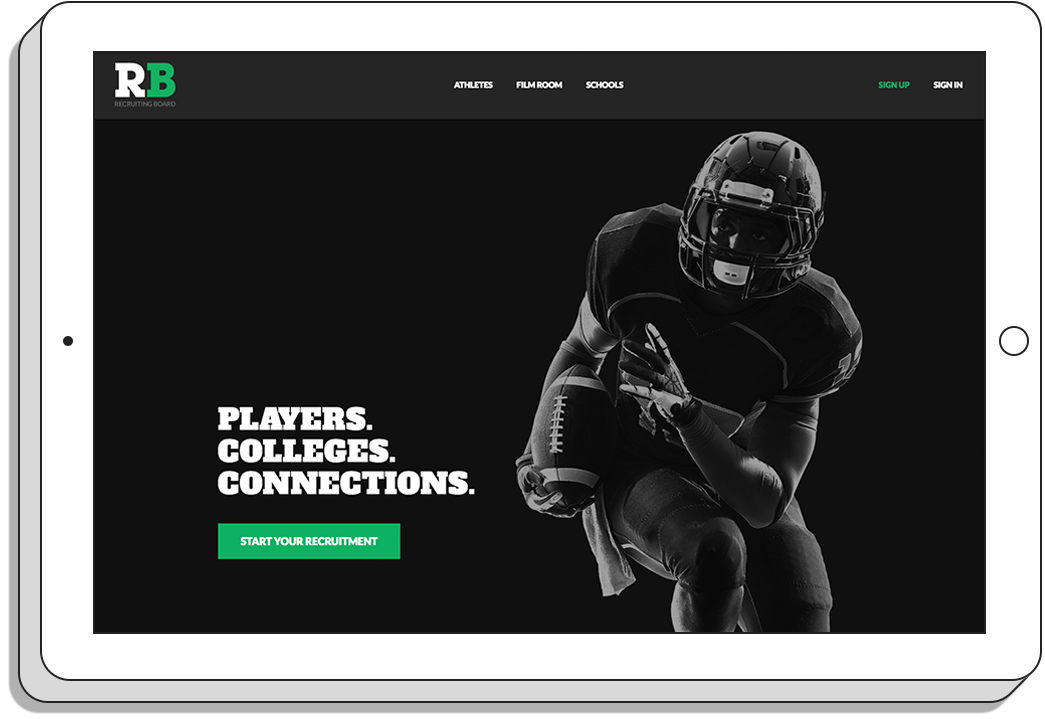 RB
RECRUITING BOARD
ATHLETES FILM ROOM SCHOOLS SIGN UP SIGN IN
PLAYERS.
COLLEGES.
CONNECTIONS.
START YOUR RECRUITMENT